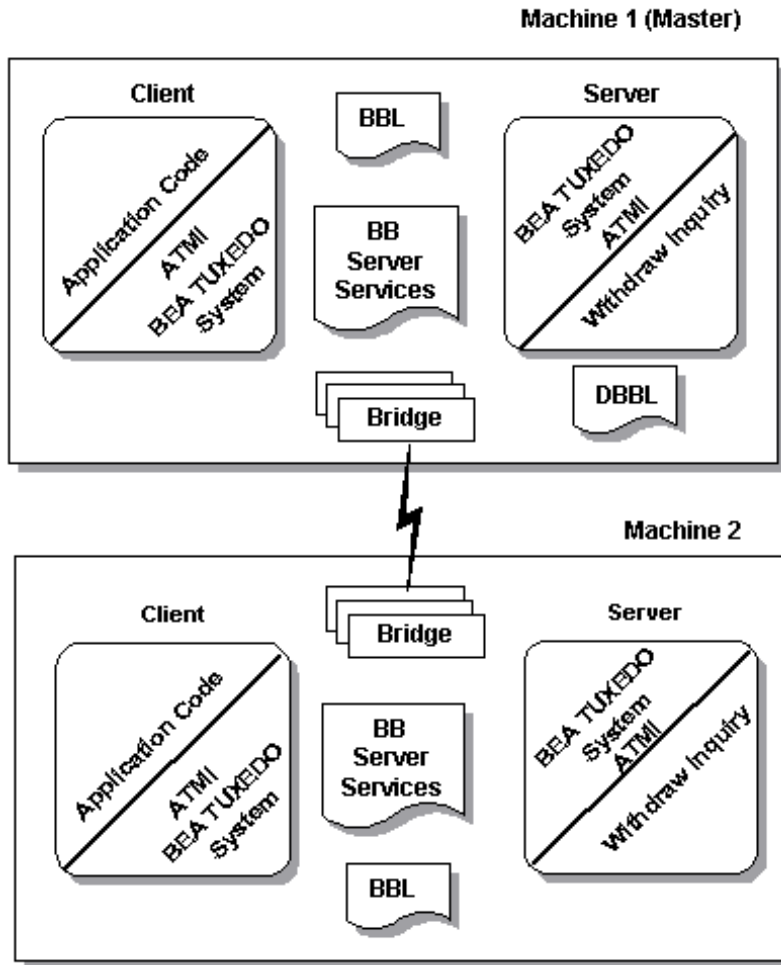 Machine 1 (Master)
Client
BBL
Server
Application Code
ATMI
BEA TUXEDO
System
BB
Server
Services
BEA TUXEDO
System
ATMI
Withdraw Inquiry
Bridge
DBBL
Machine 2
Client
Bridge
Server
Application Code
ATMI
BEA TUXEDO
System
BB
Server
Services
BEA TUXEDO
System
ATMI
Withdraw Inquiry
BBL